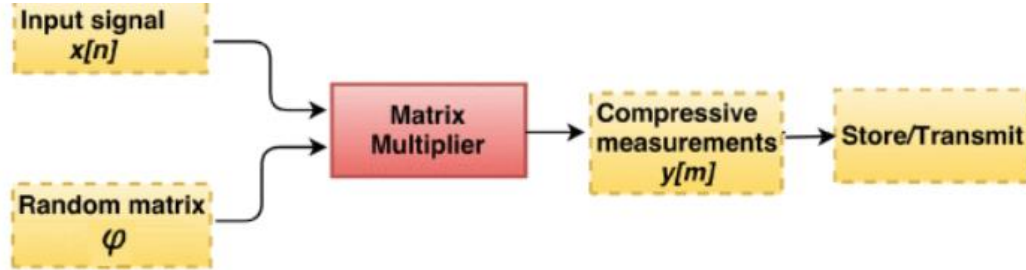 Input signal
x[n]
Random matrix
φ
Matrix
Multiplier
Compressive
measurements
y[m]
Store/Transmit